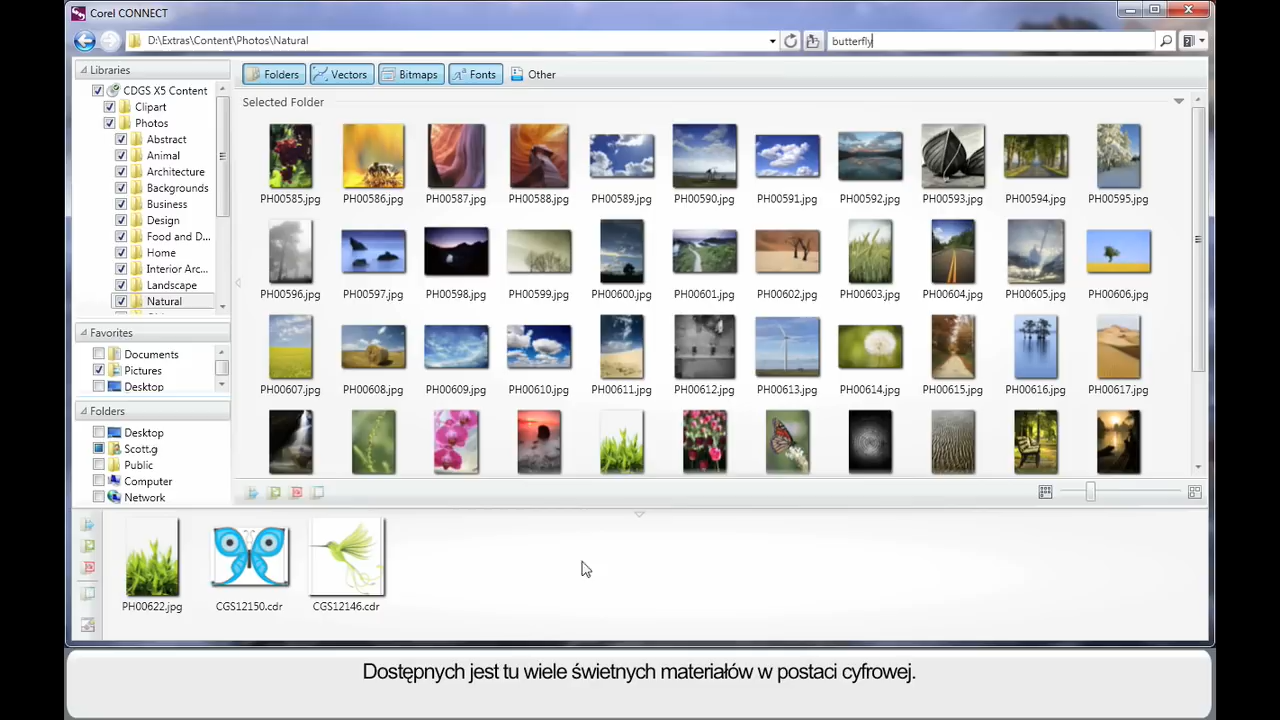 Corel CONNECT
D:\Extras\Content\Photos\Natural
butterfly
Libraries
CDGS X5 Content
Clipart
Photos
Abstract
Animal
Architecture
Backgrounds
Business
Design
Food and D...
Home
Interior Arc...
Landscape
Natural
Favorites
Documents
Pictures
Desktop
Folders
Desktop
Scott.g
Public
Computer
Network
Folders Vectors Bitmaps Fonts Other
Selected Folder
PH00585.jpg PH00586.jpg PH00587.jpg PH00588.jpg PH00589.jpg PH00590.jpg PH00591.jpg PH00592.jpg PH00593.jpg PH00594.jpg PH00595.jpg
PH00596.jpg PH00597.jpg PH00598.jpg PH00599.jpg PH00600.jpg PH00601.jpg PH00602.jpg PH00603.jpg PH00604.jpg PH00605.jpg PH00606.jpg
PH00607.jpg PH00608.jpg PH00609.jpg PH00610.jpg PH00611.jpg PH00612.jpg PH00613.jpg PH00614.jpg PH00615.jpg PH00616.jpg PH00617.jpg
PH00622.jpg CGS12150.cdr CGS12146.cdr
Dostępnych jest tu wiele świetnych materiałów w postaci cyfrowej.